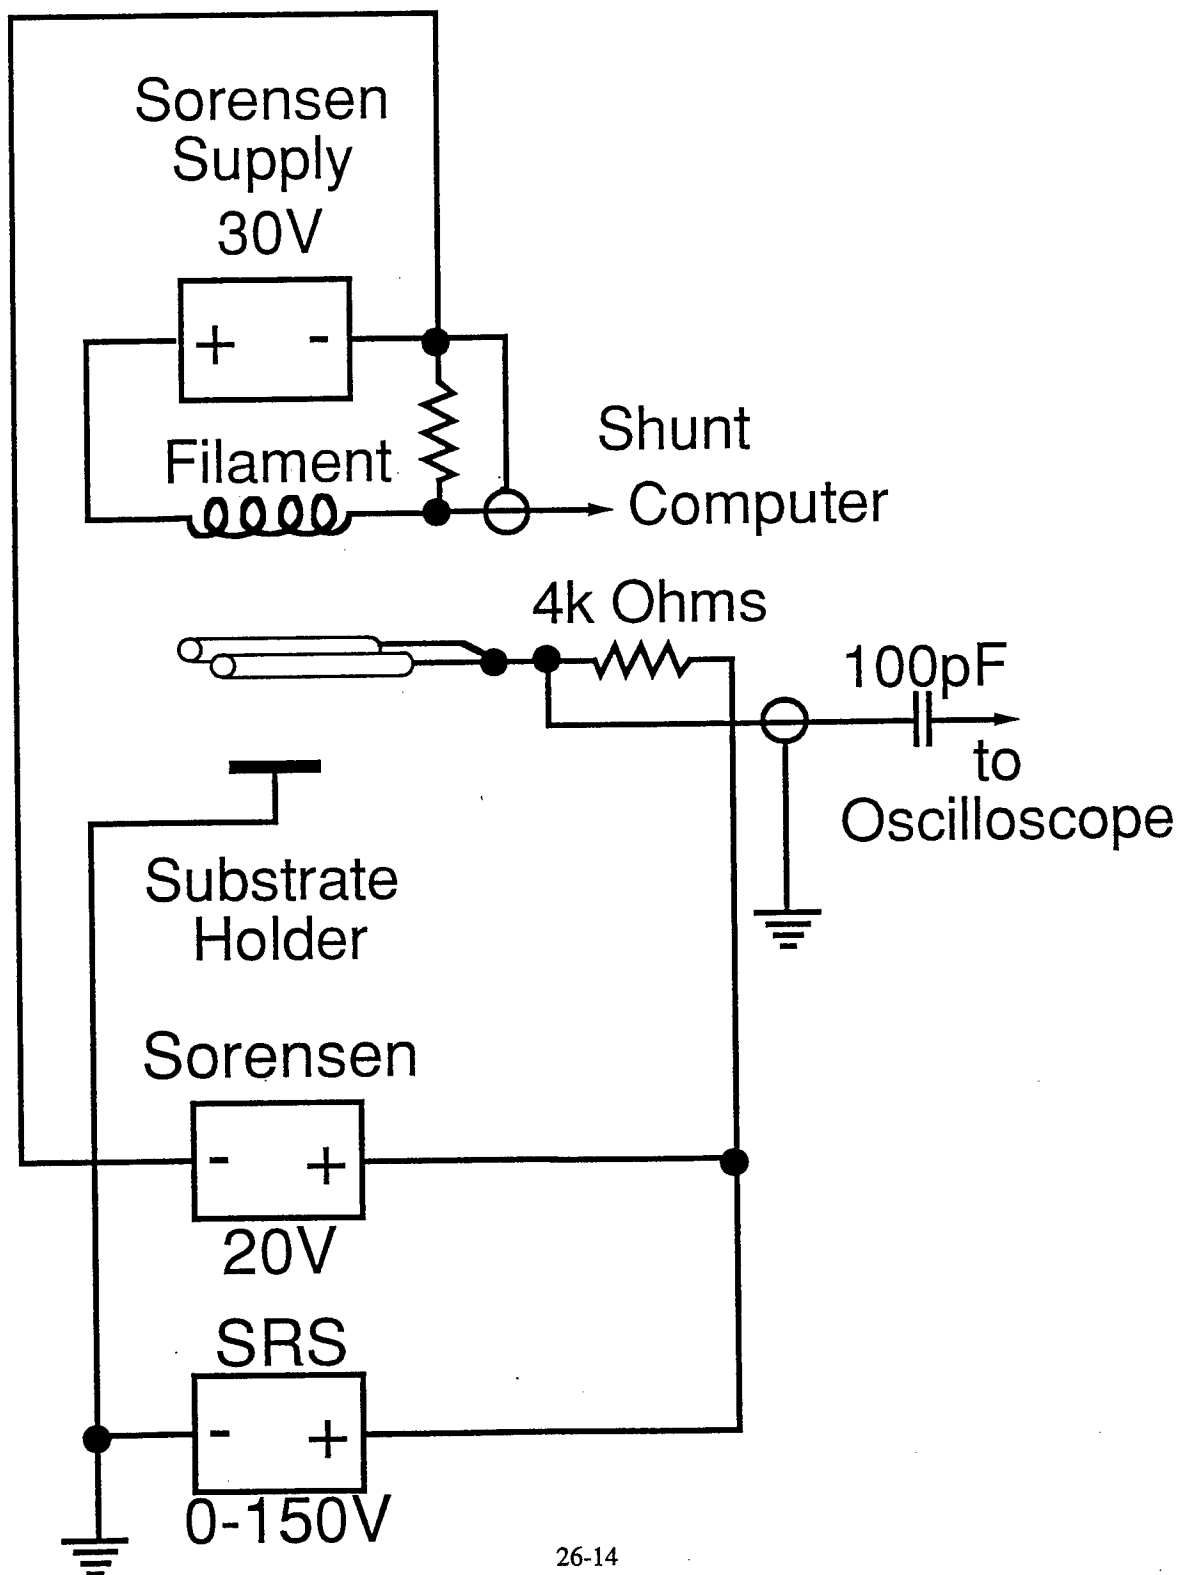 Sorensen
Supply
30V
+ -
Filament
Shunt
Computer
4k Ohms
100pF
to
Oscilloscope
Substrate
Holder
Sorensen
- +
20V
SRS
- +
0-150V
26-14